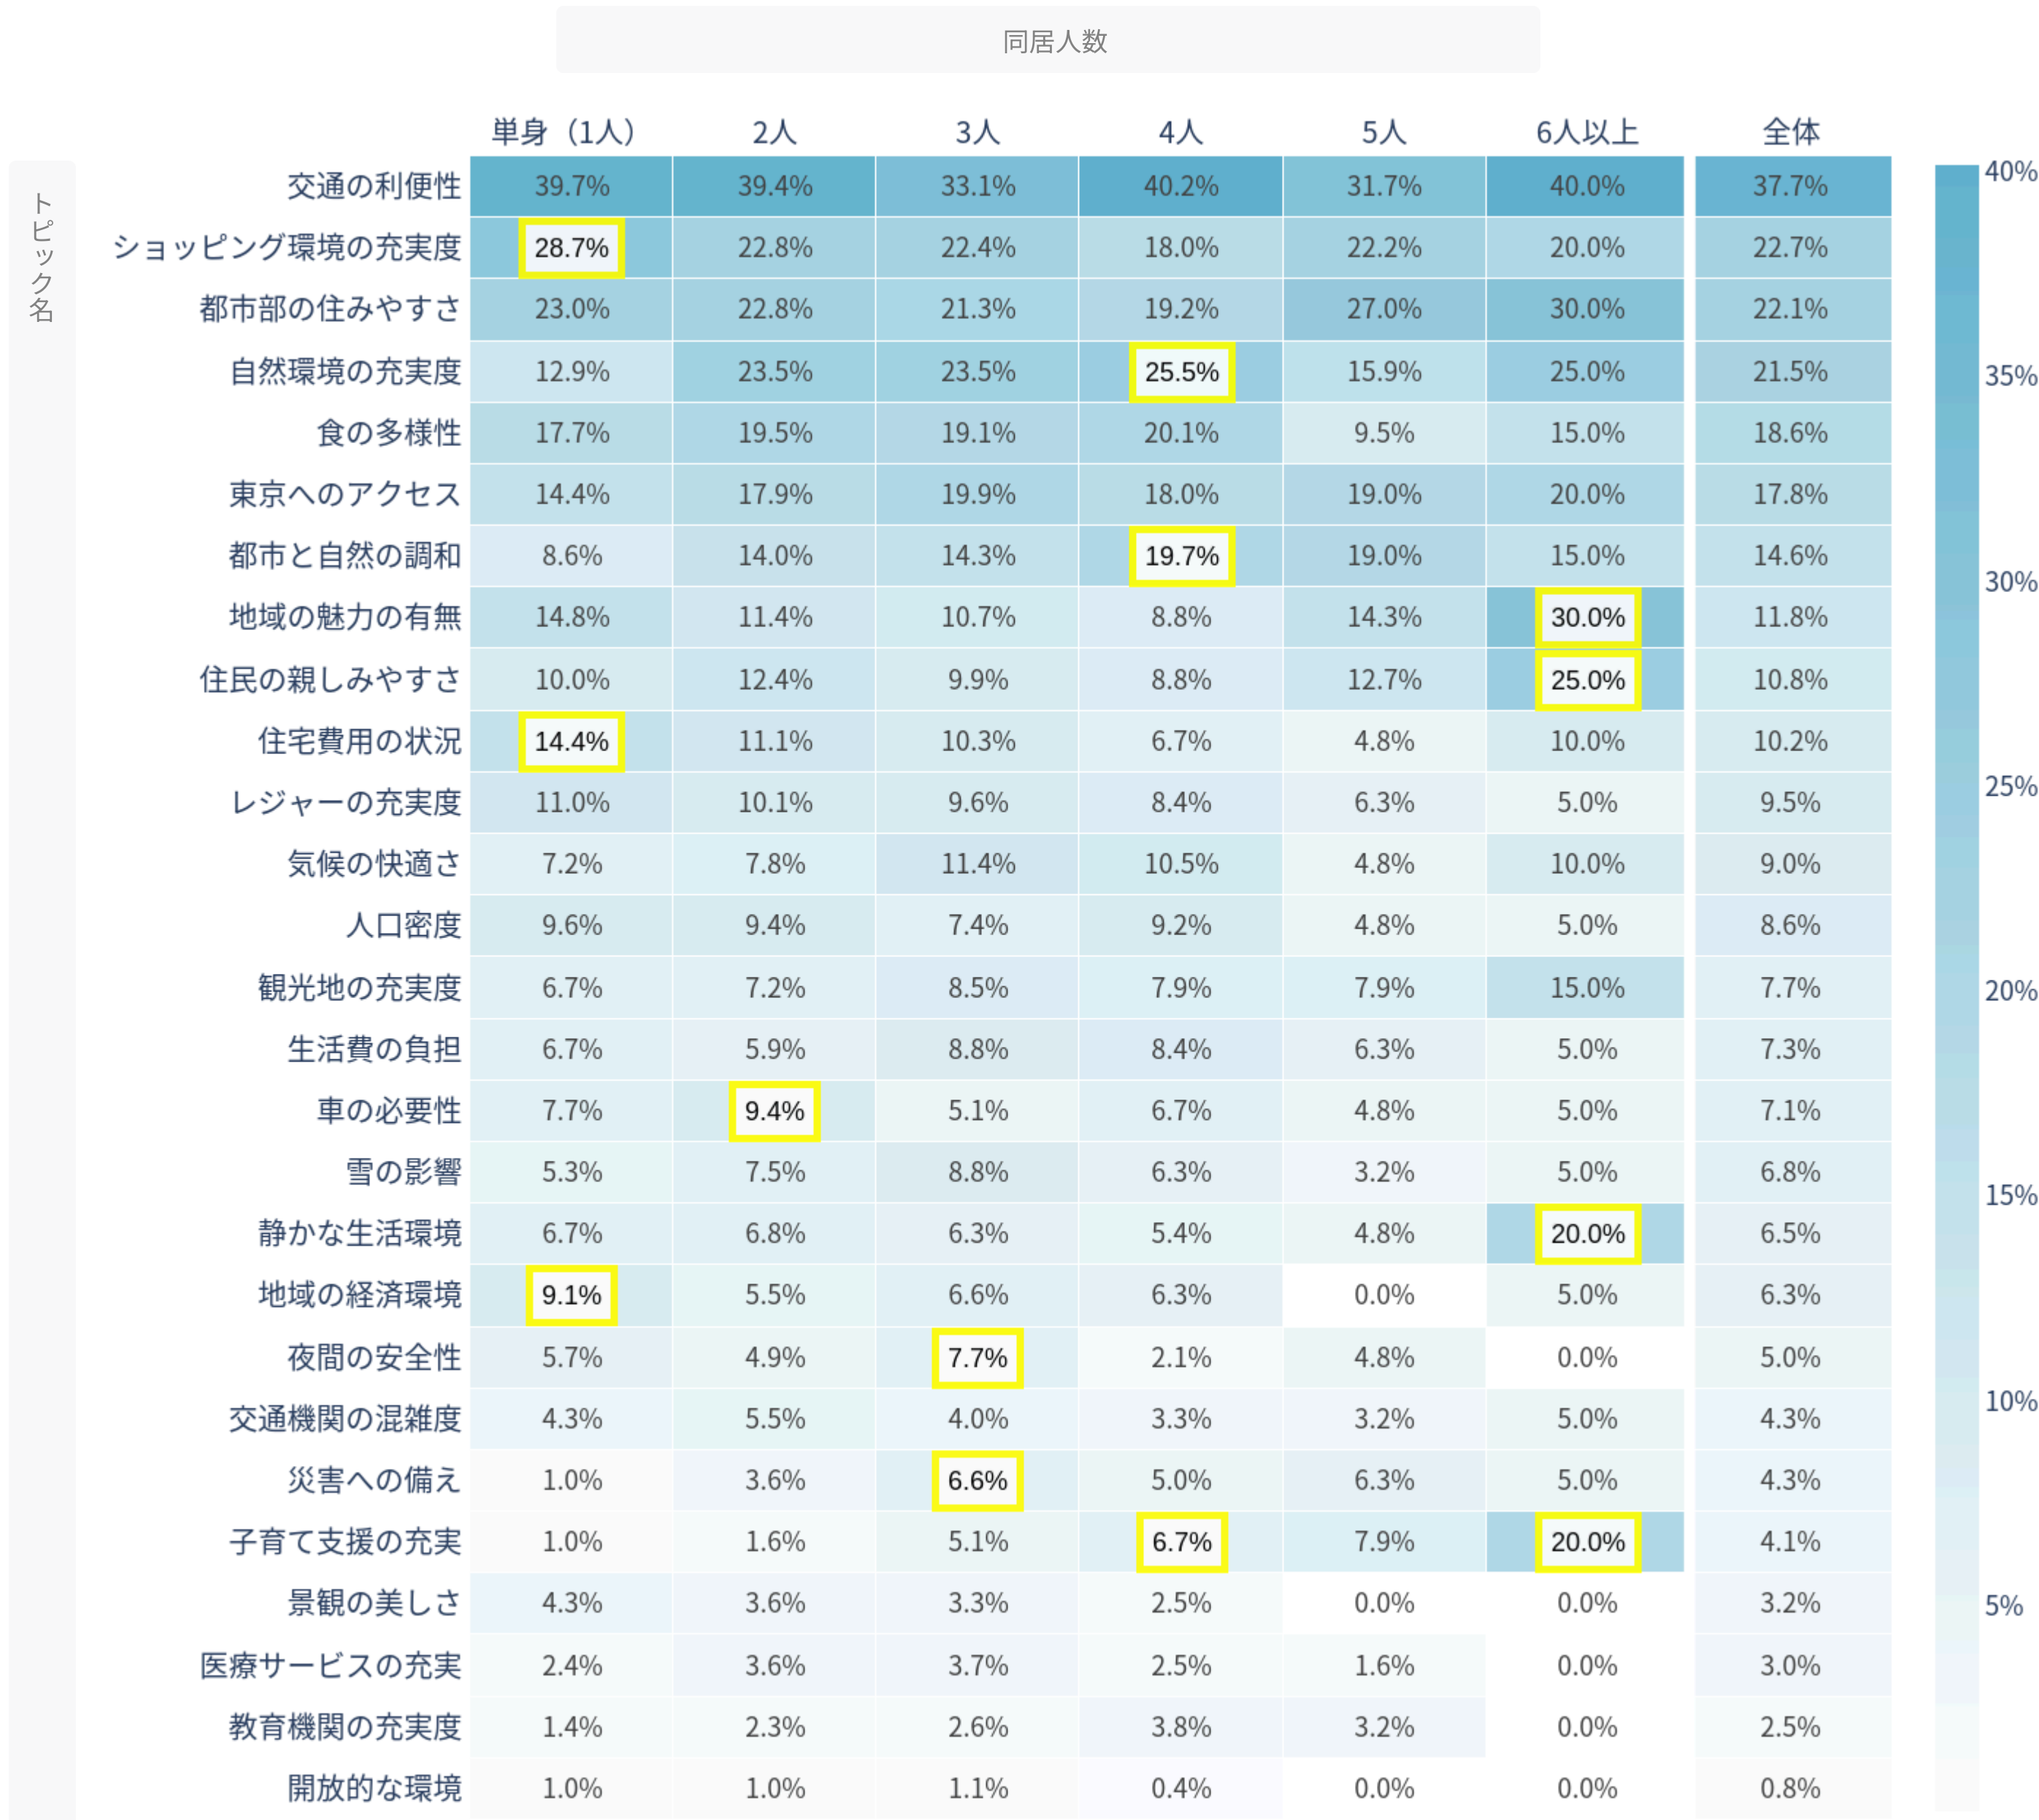 同居人数
単身（1人） 2人 3人 4人 5人 6人以上 全体
トピック名
交通の利便性 39.7% 39.4% 33.1% 40.2% 31.7% 40.0% 37.7%
ショッピング環境の充実度 28.7% 22.8% 22.4% 18.0% 22.2% 20.0% 22.7%
都市部の住みやすさ 23.0% 22.8% 21.3% 19.2% 27.0% 30.0% 22.1%
自然環境の充実度 12.9% 23.5% 23.5% 25.5% 15.9% 25.0% 21.5%
食の多様性 17.7% 19.5% 19.1% 20.1% 9.5% 15.0% 18.6%
東京へのアクセス 14.4% 17.9% 19.9% 18.0% 19.0% 20.0% 17.8%
都市と自然の調和 8.6% 14.0% 14.3% 19.7% 19.0% 15.0% 14.6%
地域の魅力の有無 14.8% 11.4% 10.7% 8.8% 14.3% 30.0% 11.8%
住民の親しみやすさ 10.0% 12.4% 9.9% 8.8% 12.7% 25.0% 10.8%
住宅費用の状況 14.4% 11.1% 10.3% 6.7% 4.8% 10.0% 10.2%
レジャーの充実度 11.0% 10.1% 9.6% 8.4% 6.3% 5.0% 9.5%
気候の快適さ 7.2% 7.8% 11.4% 10.5% 4.8% 10.0% 9.0%
人口密度 9.6% 9.4% 7.4% 9.2% 4.8% 5.0% 8.6%
観光地の充実度 6.7% 7.2% 8.5% 7.9% 7.9% 15.0% 7.7%
生活費の負担 6.7% 5.9% 8.8% 8.4% 6.3% 5.0% 7.3%
車の必要性 7.7% 9.4% 5.1% 6.7% 4.8% 5.0% 7.1%
雪の影響 5.3% 7.5% 8.8% 6.3% 3.2% 5.0% 6.8%
静かな生活環境 6.7% 6.8% 6.3% 5.4% 4.8% 20.0% 6.5%
地域の経済環境 9.1% 5.5% 6.6% 6.3% 0.0% 5.0% 6.3%
夜間の安全性 5.7% 4.9% 7.7% 2.1% 4.8% 0.0% 5.0%
交通機関の混雑度 4.3% 5.5% 4.0% 3.3% 3.2% 5.0% 4.3%
災害への備え 1.0% 3.6% 6.6% 5.0% 6.3% 5.0% 4.3%
子育て支援の充実 1.0% 1.6% 5.1% 6.7% 7.9% 20.0% 4.1%
景観の美しさ 4.3% 3.6% 3.3% 2.5% 0.0% 0.0% 3.2%
医療サービスの充実 2.4% 3.6% 3.7% 2.5% 1.6% 0.0% 3.0%
教育機関の充実度 1.4% 2.3% 2.6% 3.8% 3.2% 0.0% 2.5%
開放的な環境 1.0% 1.0% 1.1% 0.4% 0.0% 0.0% 0.8%
40%
35%
30%
25%
20%
15%
10%
5%